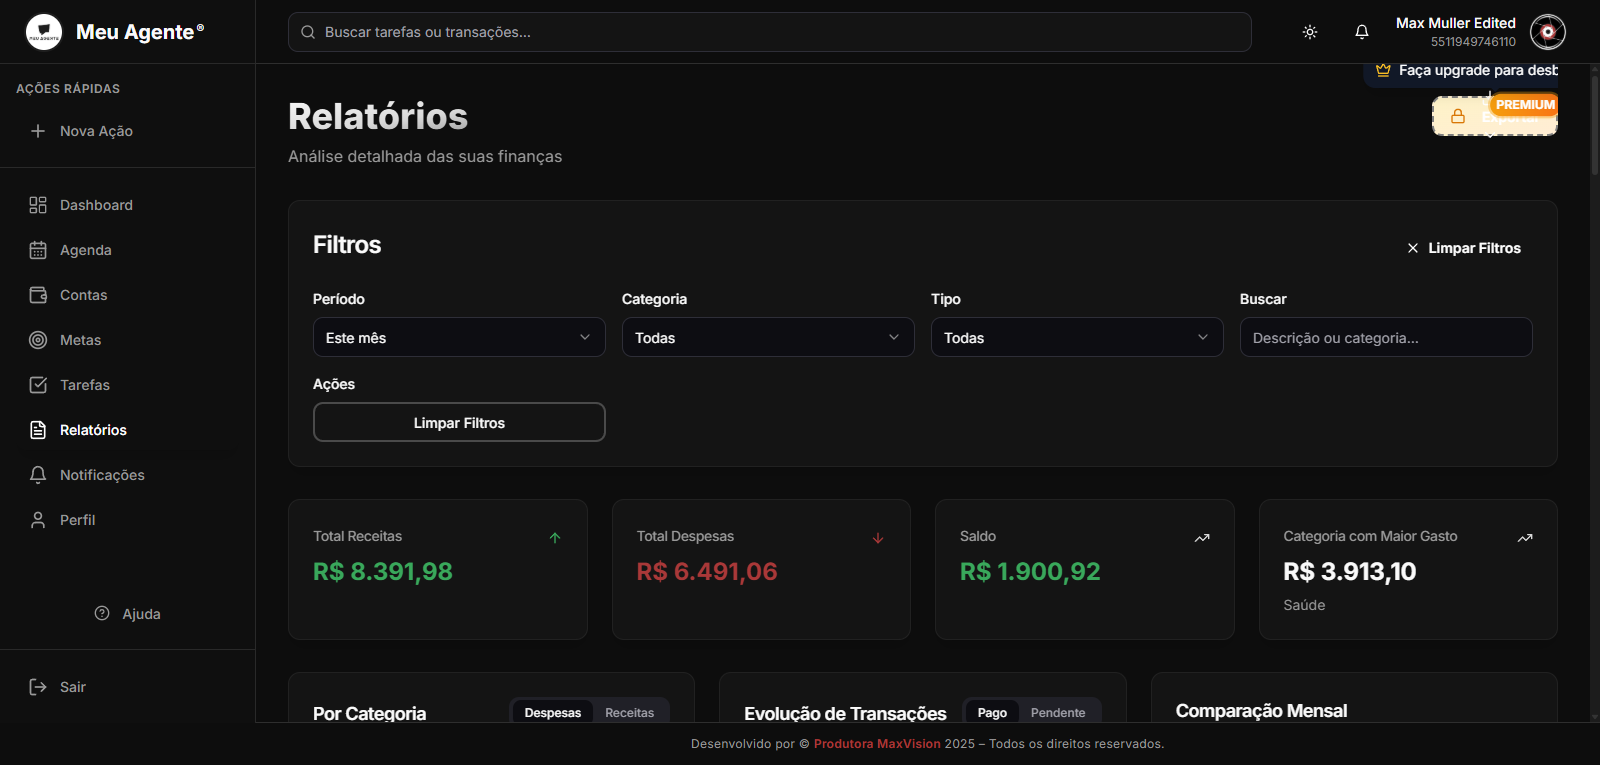 Meu Agente®
Buscar tarefas ou transações...
Max Muller Edited
5511949746110
AÇÕES RÁPIDAS
Nova Ação
Dashboard
Agenda
Contas
Metas
Tarefas
Relatórios
Notificações
Perfil
Ajuda
Sair
Faça upgrade para desb
PREMIUM
Relatórios
Análise detalhada das suas finanças
Filtros
Limpar Filtros
Período
Categoria
Tipo
Buscar
Este mês
Todas
Todas
Descrição ou categoria...
Ações
Limpar Filtros
Total Receitas
R$ 8.391,98
Total Despesas
R$ 6.491,06
Saldo
R$ 1.900,92
Categoria com Maior Gasto
R$ 3.913,10
Saúde
Por Categoria
Despesas
Receitas
Evolução de Transações
Pago
Pendente
Comparação Mensal
Desenvolvido por © Produtora MaxVision 2025 – Todos os direitos reservados.